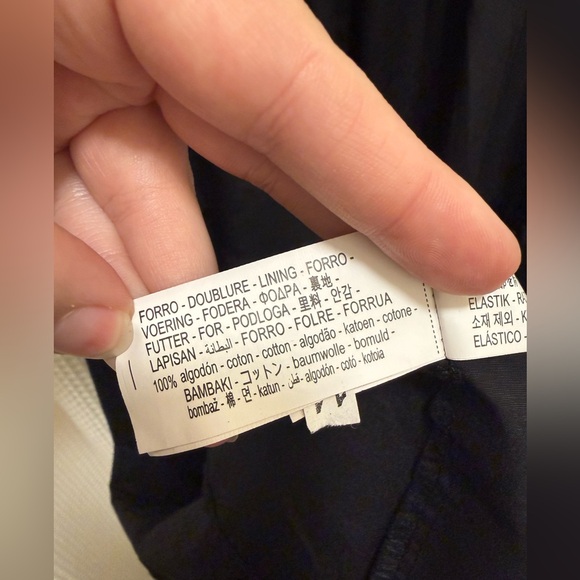 FORRO - DOUBLURE - LINING - FORRO -
VOERING - FODERA - ΦΟΔΡΑ - 裏地 -
FUTTER - FOR - PODLOGA - 里料 - 안감 -
LAPISAN - البطانة - FORRO - FOLRE - FORRUA
100% algodón - coton - cotton - algodão - katoen - cotone -
BAMBAKI - コットン - baumwolle - bomuld -
bombaž - 棉 - 면 - katun - قطن - algodón - cotó - kotoia
ELASTIK - RA
소재 제외 - K
ELÁSTICO -